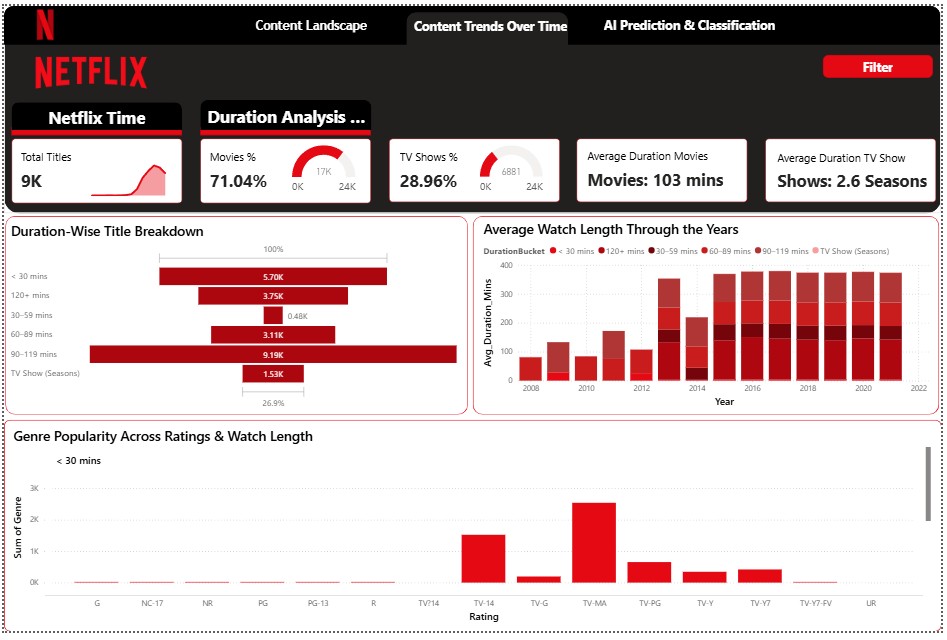 N
Content Landscape
Content Trends Over Time
AI Prediction & Classification
NETFLIX
Filter
Netflix Time
Duration Analysis ...
Total Titles
9K
Movies %
71.04%
17K
0K
24K
TV Shows %
28.96%
6881
0K
24K
Average Duration Movies
Movies: 103 mins
Average Duration TV Show
Shows: 2.6 Seasons
Duration-Wise Title Breakdown
100%
< 30 mins
5.70K
120+ mins
3.75K
30–59 mins
0.48K
60–89 mins
3.11K
90–119 mins
9.19K
TV Show (Seasons)
1.53K
26.9%
Average Watch Length Through the Years
DurationBucket < 30 mins 120+ mins 30–59 mins 60–89 mins 90–119 mins TV Show (Seasons)
Avg_Duration_Mins
400
300
200
100
0
2008 2010 2012 2014 2016 2018 2020 2022
Year
Genre Popularity Across Ratings & Watch Length
< 30 mins
Sum of Genre
3K
2K
1K
0K
G NC-17 NR PG PG-13 R TV?14 TV-14 TV-G TV-MA TV-PG TV-Y TV-Y7 TV-Y7-FV UR
Rating